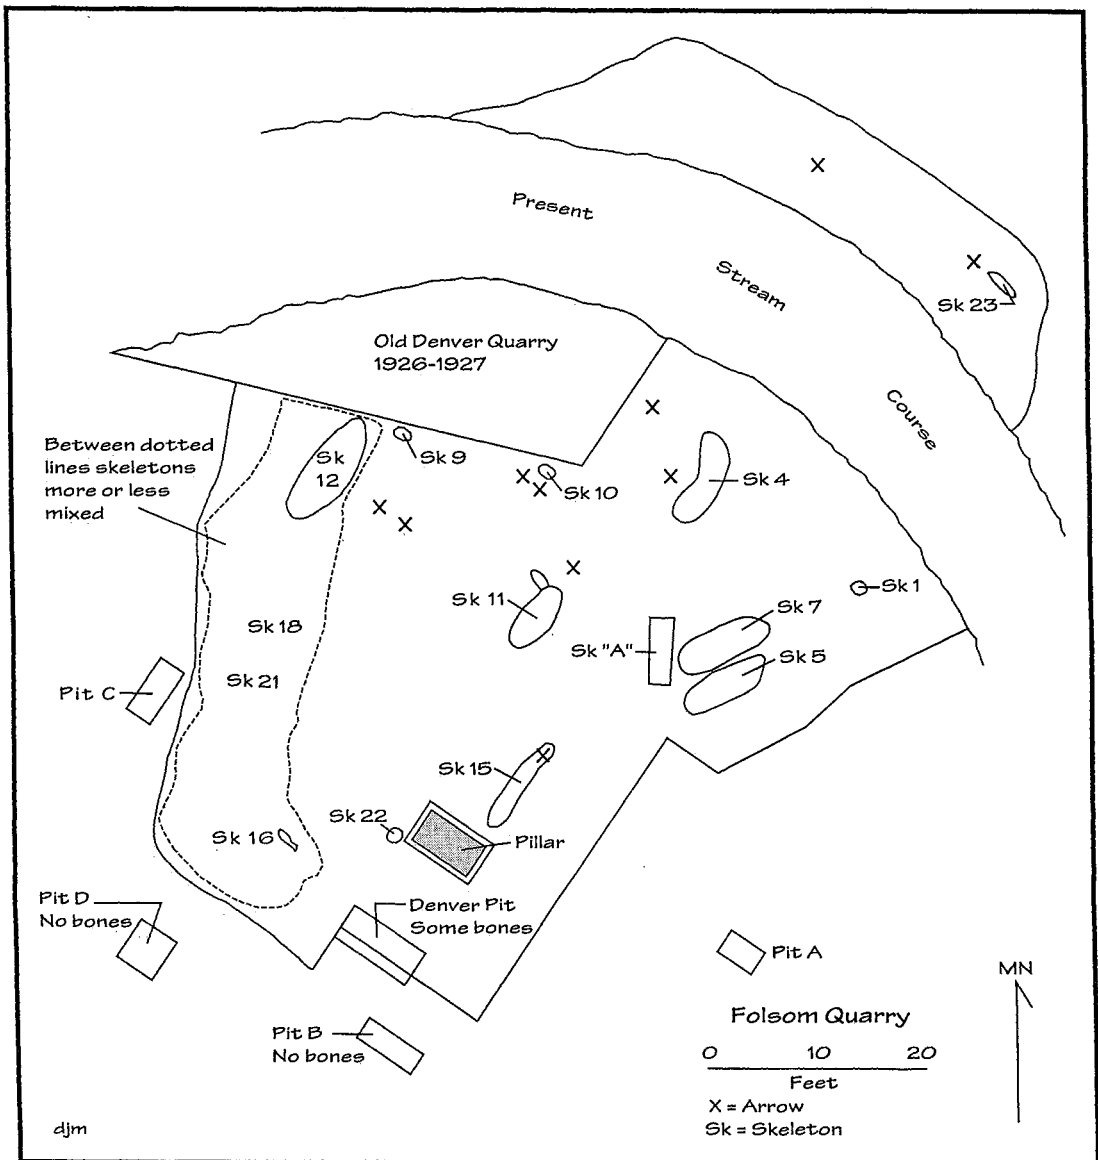 Present
Stream
Course
Sk 23
Old Denver Quarry
1926-1927
Between dotted
lines skeletons
more or less
mixed
Sk
12
Sk 9
Sk 10
Sk 4
Sk 1
Sk 11
Sk 7
Sk 18
Sk "A"
Sk 5
Sk 21
Pit C
Sk 15
Sk 22
Sk 16
Pillar
Pit D
No bones
Denver Pit
Some bones
Pit A
MN
Pit B
No bones
Folsom Quarry
0 10 20
Feet
X = Arrow
Sk = Skeleton
djm